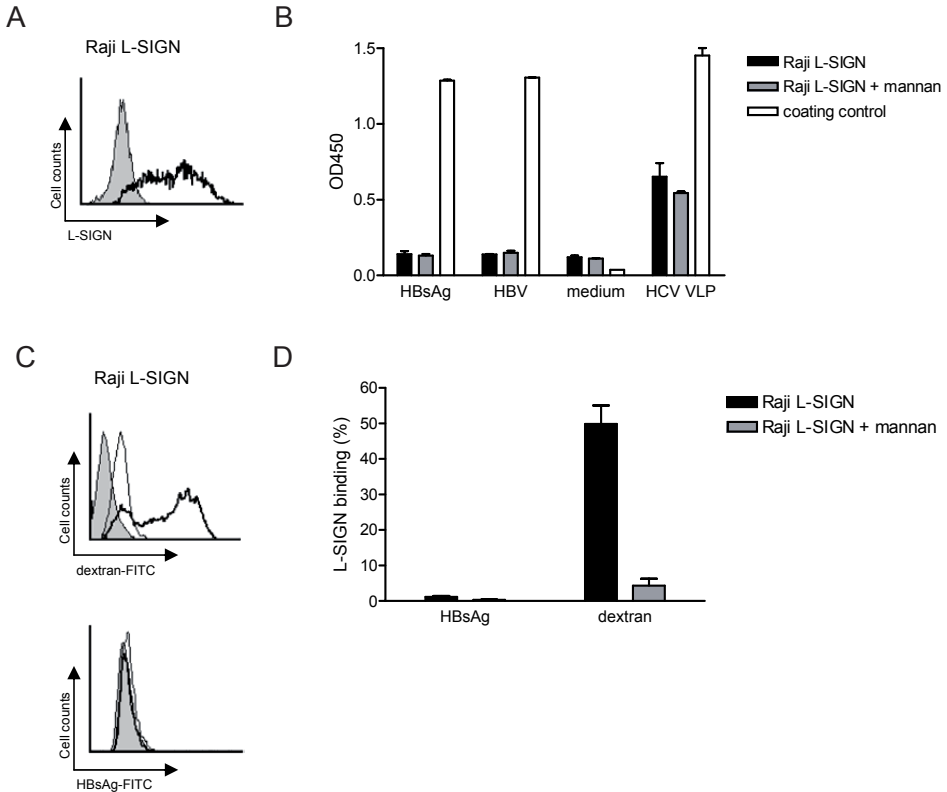 A
Raji L-SIGN
Cell counts
L-SIGN
B
OD450
1.5
1.0
0.5
0.0
HBsAg HBV medium HCV VLP
Raji L-SIGN
Raji L-SIGN + mannan
coating control
C
Raji L-SIGN
Cell counts
dextran-FITC
Cell counts
HBsAg-FITC
D
L-SIGN binding (%)
60
50
40
30
20
10
0
HBsAg dextran
Raji L-SIGN
Raji L-SIGN + mannan